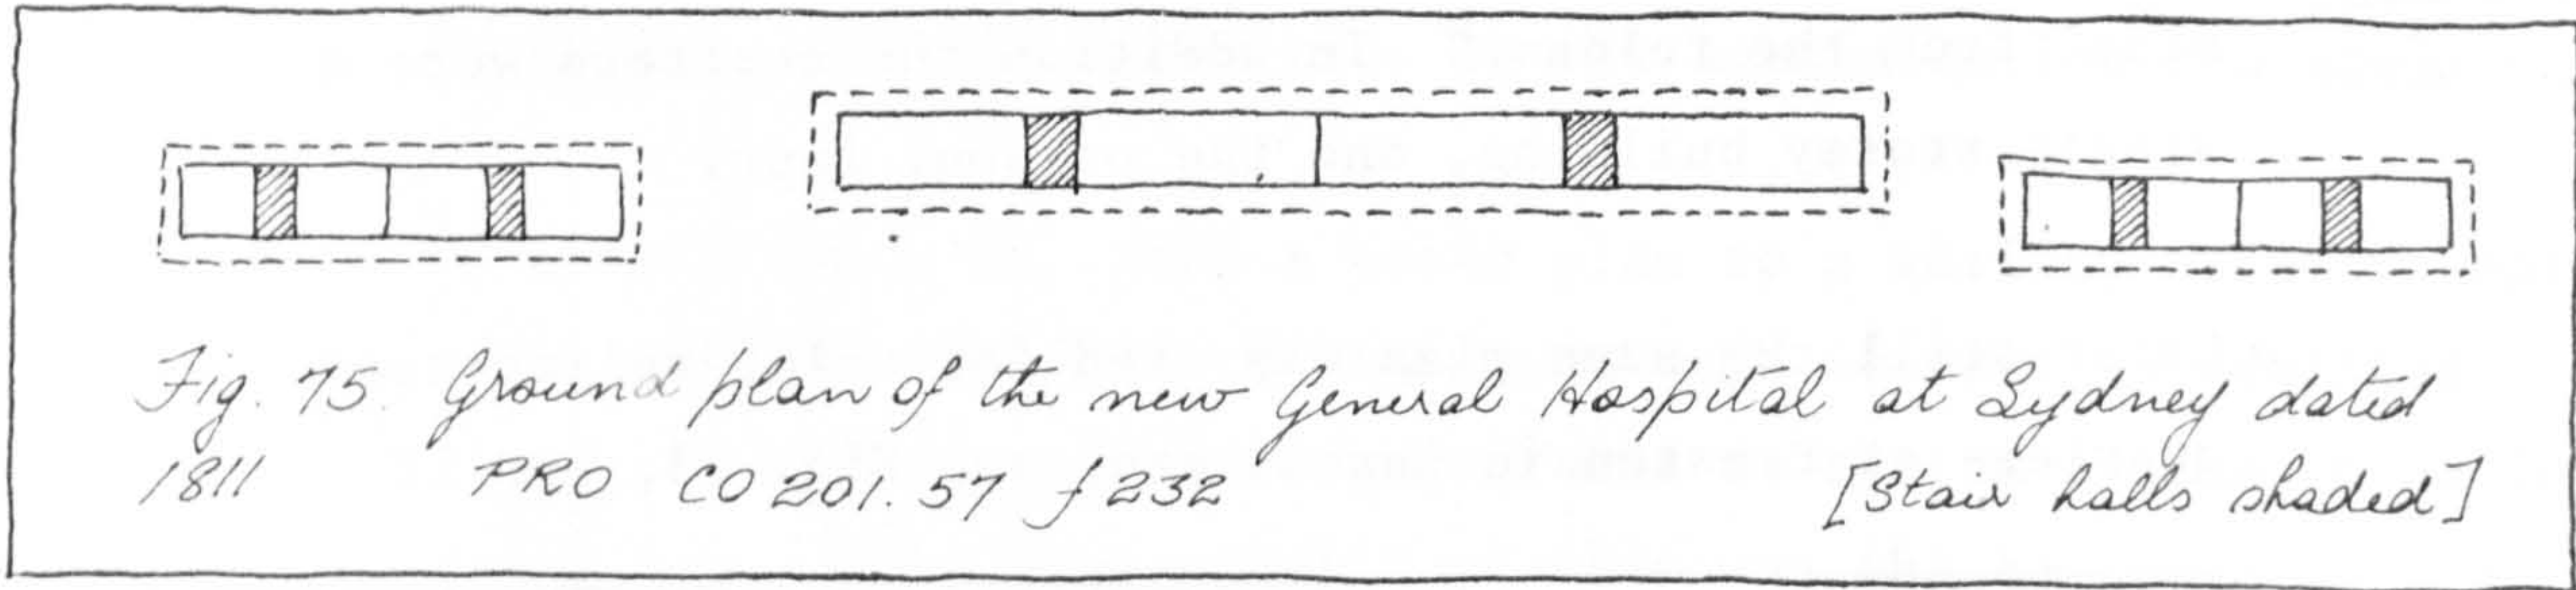 Fig. 75. Ground plan of the new General Hospital at Sydney dated
1811 PRO CO 201.57 f 232 [Stair halls shaded]